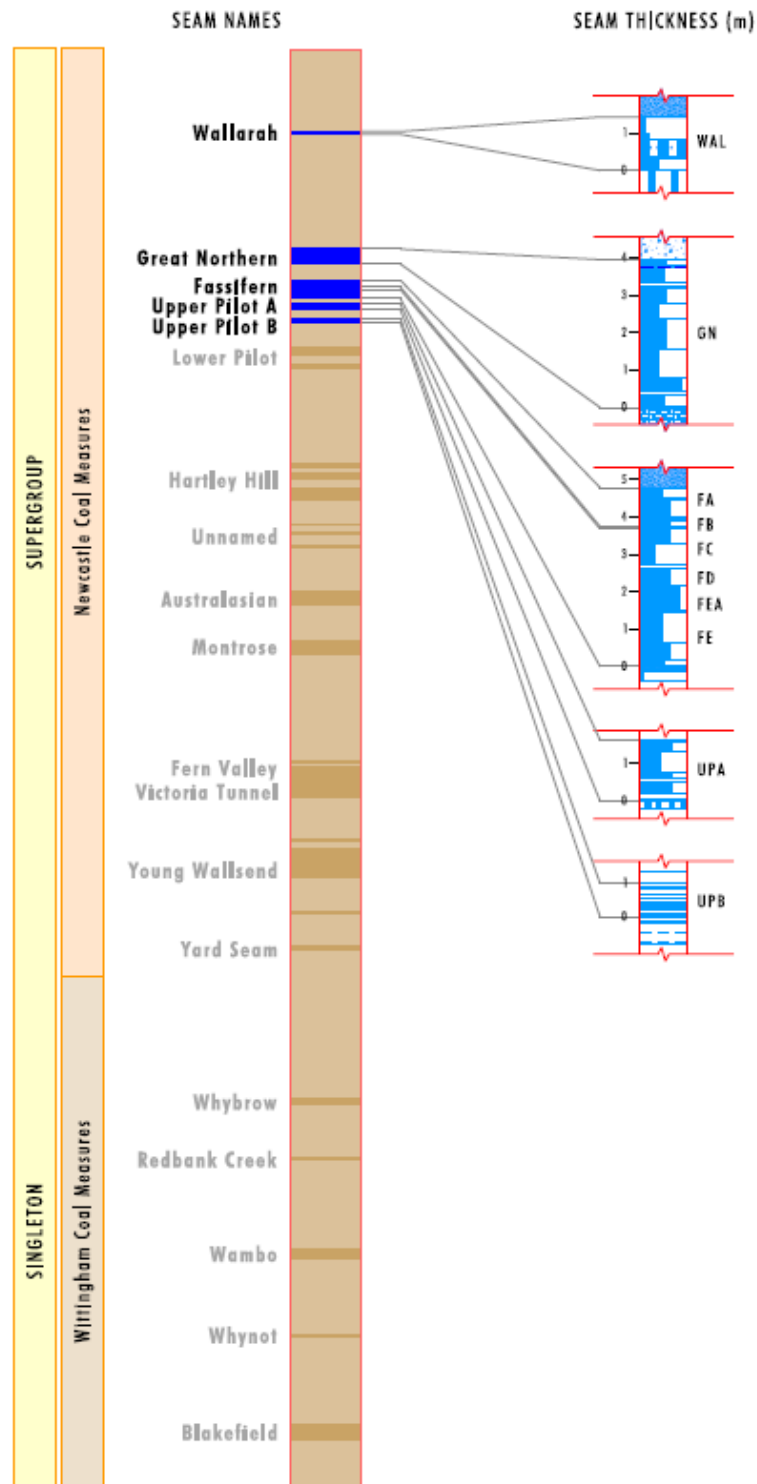 SEAM NAMES
SEAM THICKNESS (m)
SUPERGROUP
SINGLETON
Newcastle Coal Measures
Wittingham Coal Measures
Wallarah
Great Northern
Fassifern
Upper Pilot A
Upper Pilot B
Lower Pilot
Hartley Hill
Unnamed
Australasian
Montrose
Fern Valley
Victoria Tunnel
Young Wallsend
Yard Seam
Whybrow
Redbank Creek
Wambo
Whynot
Blakefield
1
WAL
0
4
3
2
GN
1
0
5
FA
4
FB
FC
3
FD
2
FEA
1
FE
0
UPA
1
0
1
UPB
0